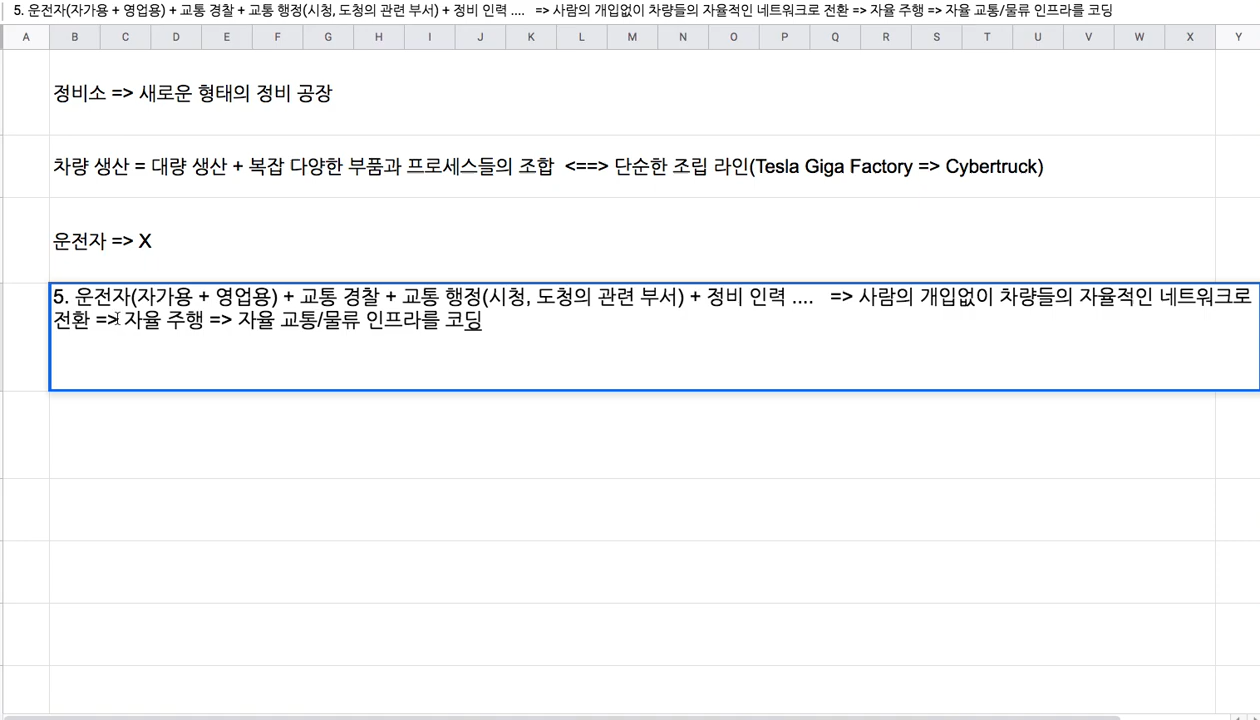 5. 운전자(자가용 + 영업용) + 교통 경찰 + 교통 행정(시청, 도청의 관련 부서) + 정비 인력 .... => 사람의 개입없이 차량들의 자율적인 네트워크로 전환 => 자율 주행 => 자율 교통/물류 인프라를 코딩
A B C D E F G H I J K L M N O P Q R S T U V W X Y
정비소 => 새로운 형태의 정비 공장
차량 생산 = 대량 생산 + 복잡 다양한 부품과 프로세스들의 조합 <==> 단순한 조립 라인(Tesla Giga Factory => Cybertruck)
운전자 => X
5. 운전자(자가용 + 영업용) + 교통 경찰 + 교통 행정(시청, 도청의 관련 부서) + 정비 인력 .... => 사람의 개입없이 차량들의 자율적인 네트워크로
전환 => 자율 주행 => 자율 교통/물류 인프라를 코딩